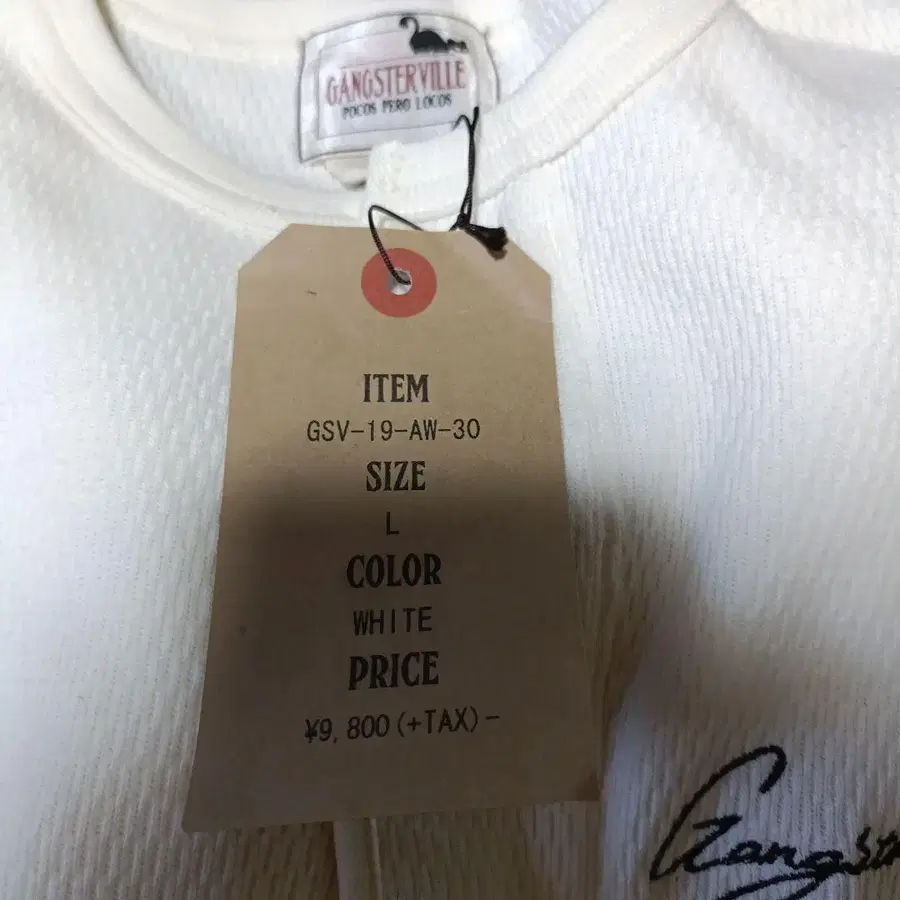 GANGSTERVILLE
POCOS PERO LOCOS
ITEM
GSV-19-AW-30
SIZE
L
COLOR
WHITE
PRICE
¥9,800(+TAX)-